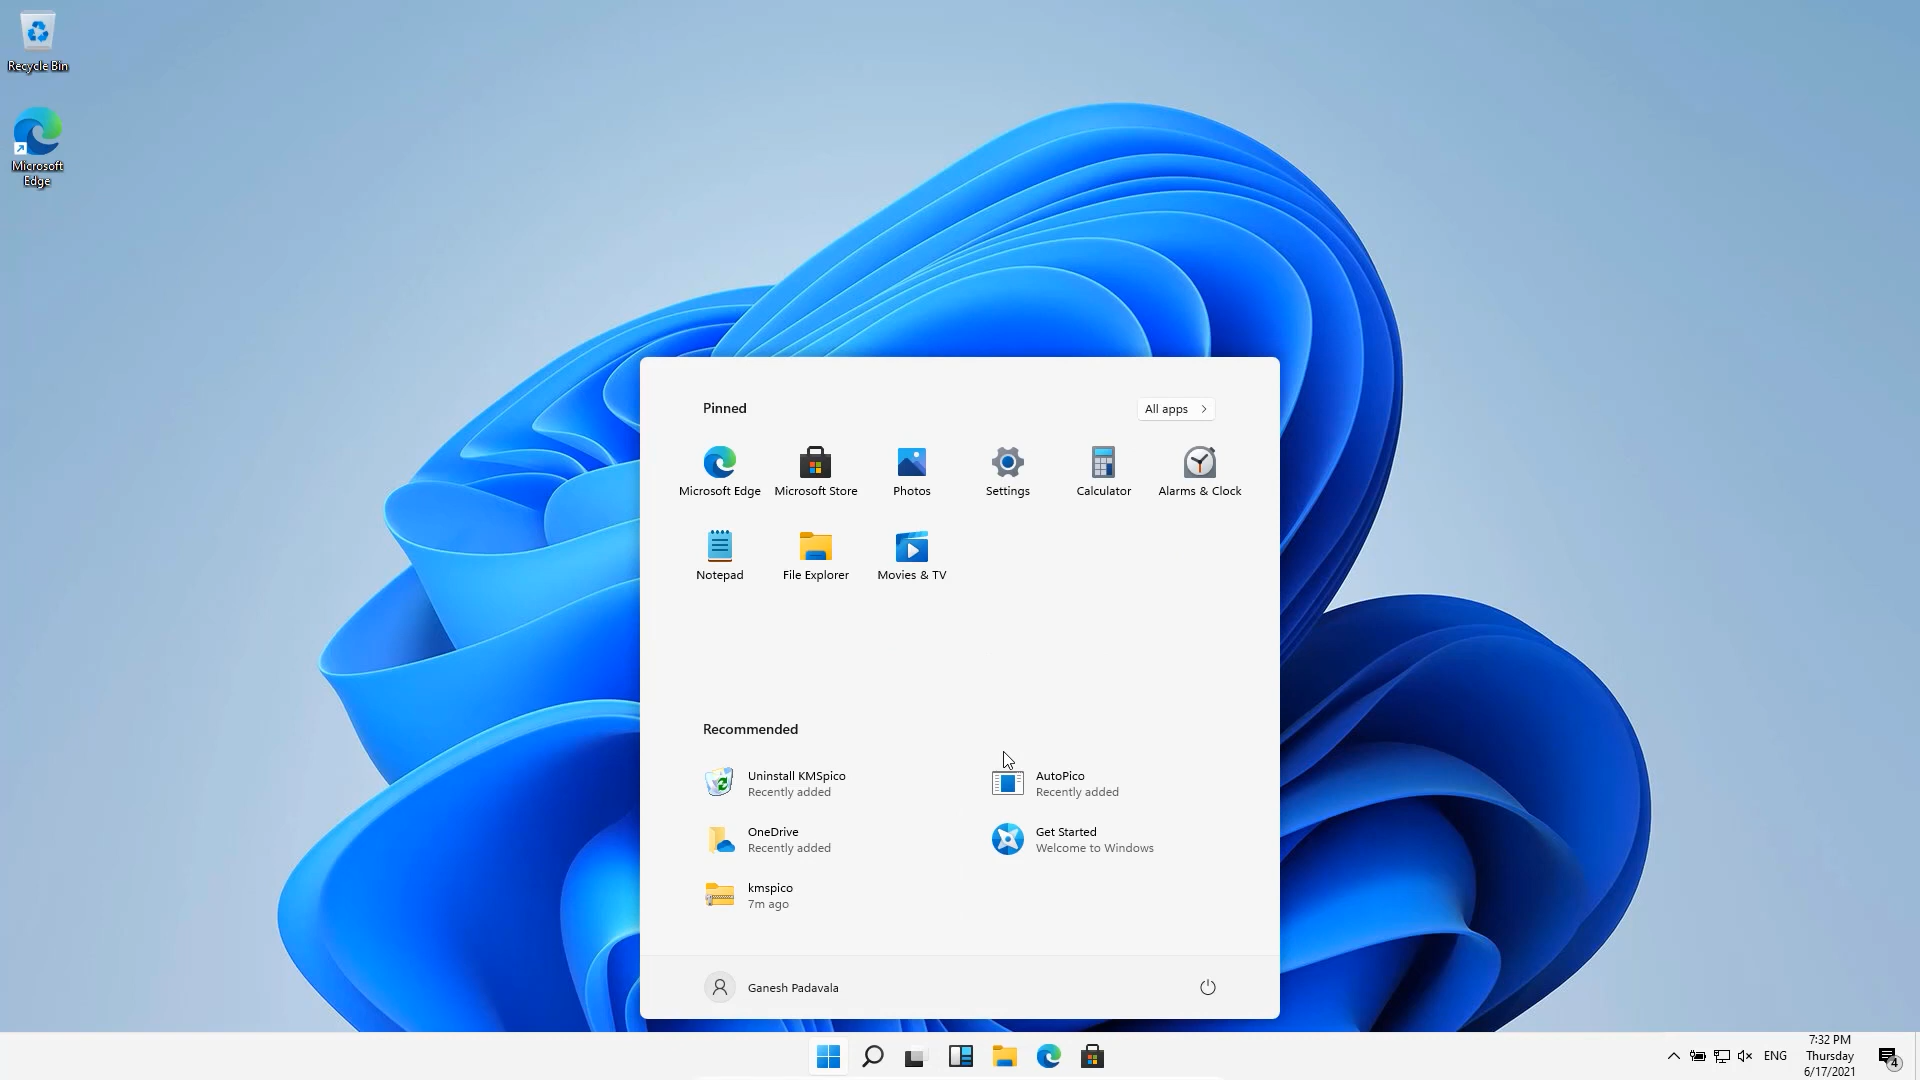 Recycle Bin
Microsoft
Edge
Pinned
All apps
Microsoft Edge
Microsoft Store
Photos
Settings
Calculator
Alarms & Clock
Notepad
File Explorer
Movies & TV
Recommended
Uninstall KMSpico
Recently added
AutoPico
Recently added
OneDrive
Recently added
Get Started
Welcome to Windows
kmspico
7m ago
Ganesh Padavala
ENG
7:32 PM
Thursday
6/17/2021
4